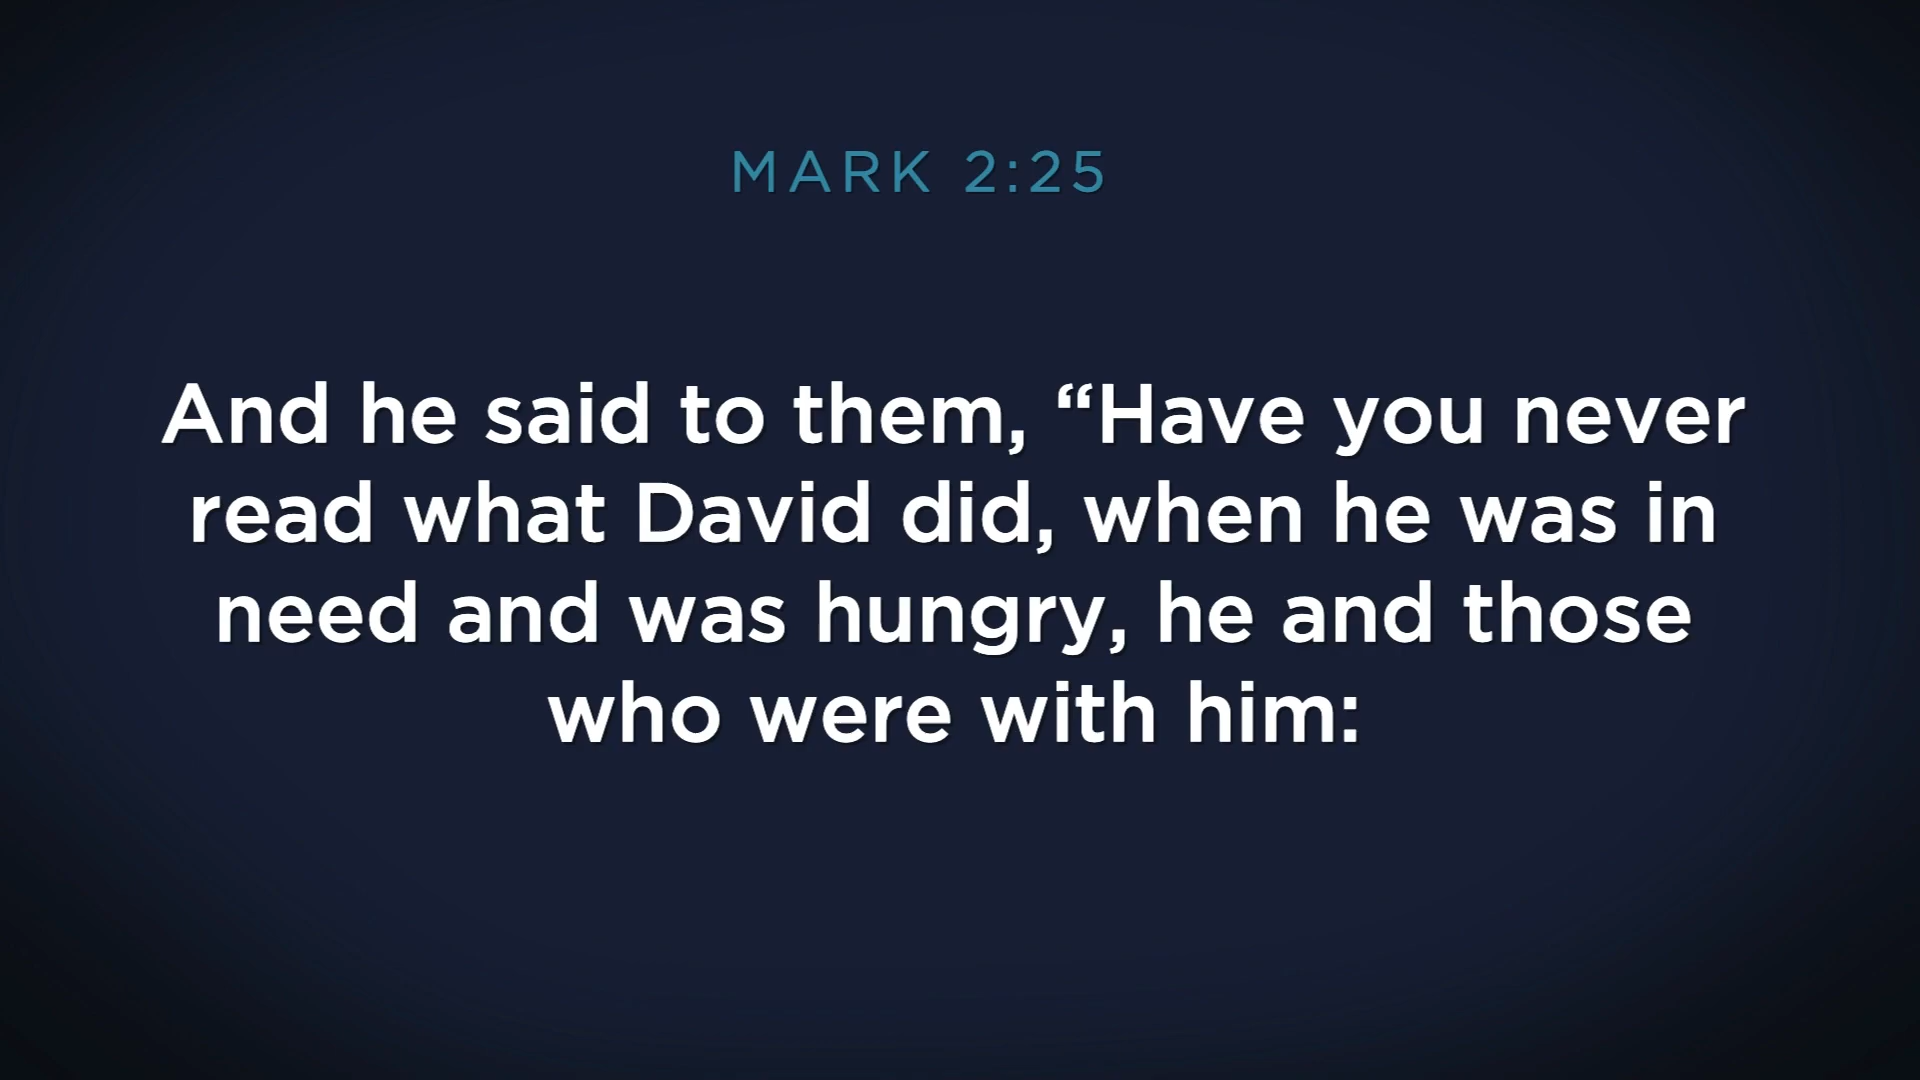 MARK 2:25
And he said to them, “Have you never
read what David did, when he was in
need and was hungry, he and those
who were with him: